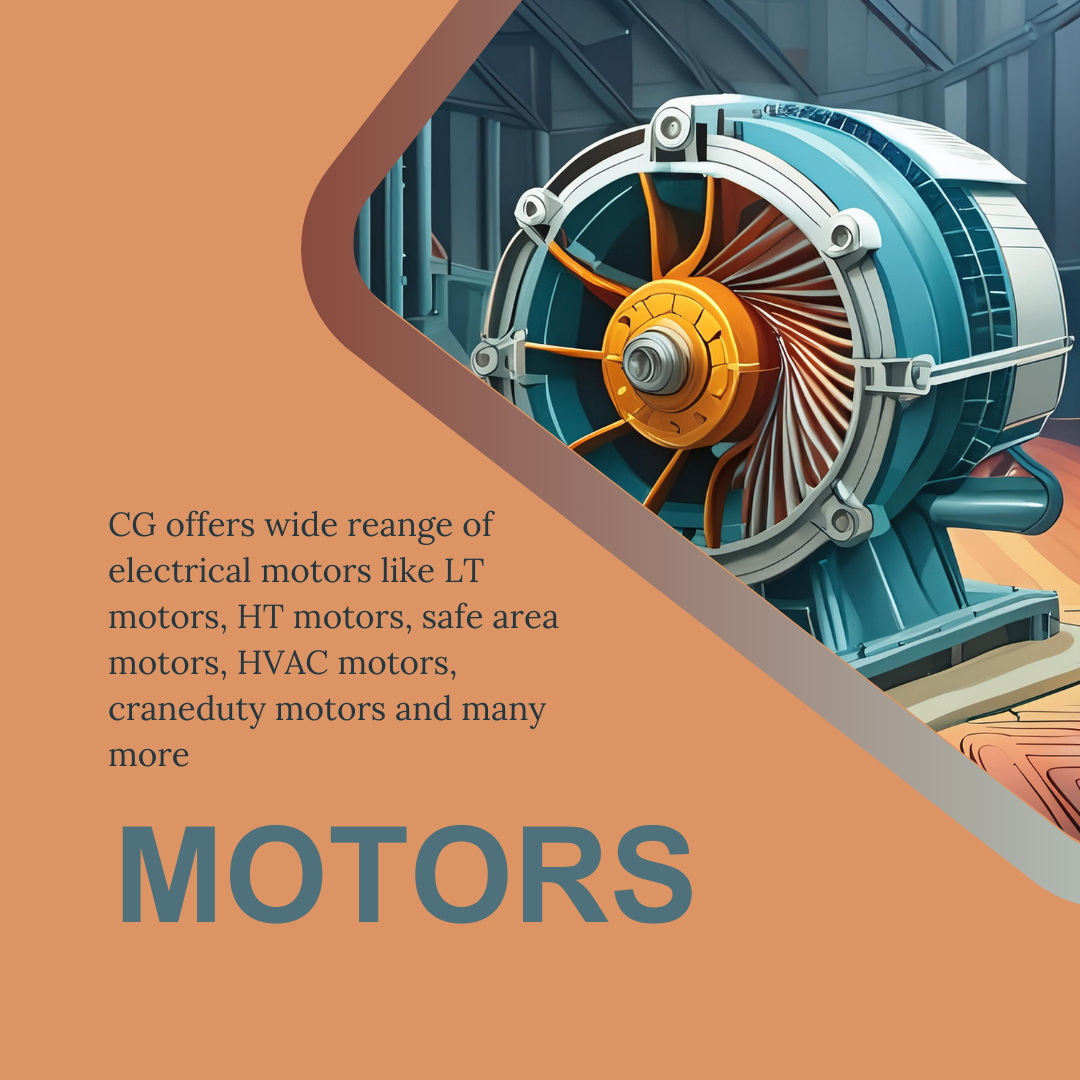 CG offers wide reange of
electrical motors like LT
motors, HT motors, safe area
motors, HVAC motors,
craneduty motors and many
more
MOTORS